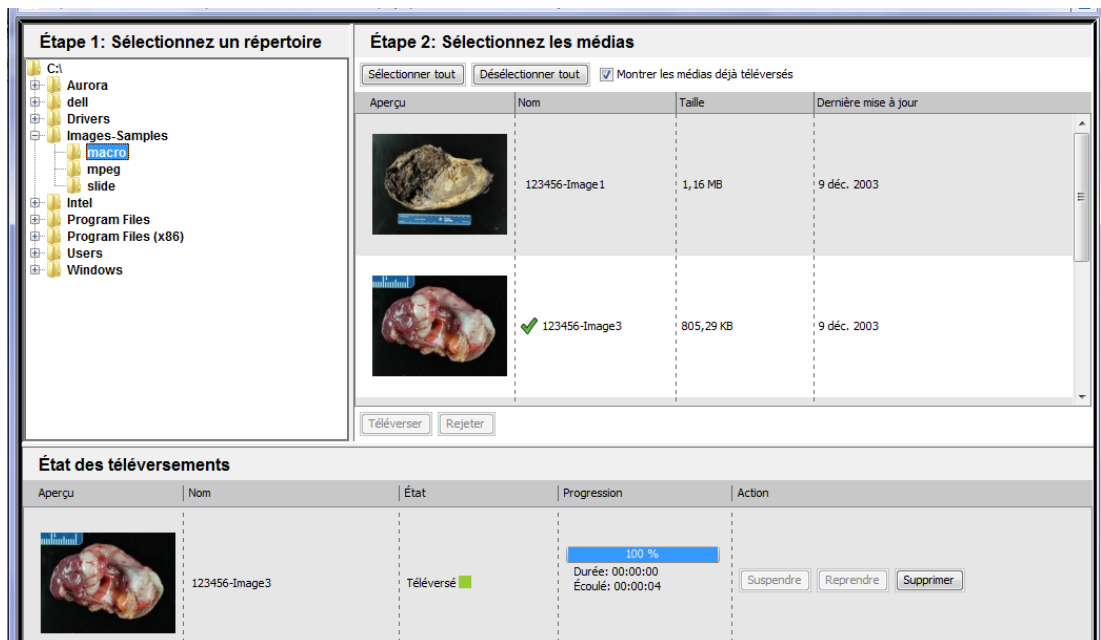 Étape 1: Sélectionnez un répertoire
C:\
Aurora
dell
Drivers
Images-Samples
macro
mpeg
slide
Intel
Program Files
Program Files (x86)
Users
Windows
Étape 2: Sélectionnez les médias
Sélectionner tout Désélectionner tout Montrer les médias déjà téléversés
Aperçu Nom Taille Dernière mise à jour
123456-Image1 1,16 MB 9 déc. 2003
123456-Image3 805,29 KB 9 déc. 2003
Téléverser Rejeter
État des téléversements
Aperçu Nom État Progression Action
100 %
123456-Image3 Téléversé Durée: 00:00:00 Suspendre Reprendre Supprimer
Écoulé: 00:00:04